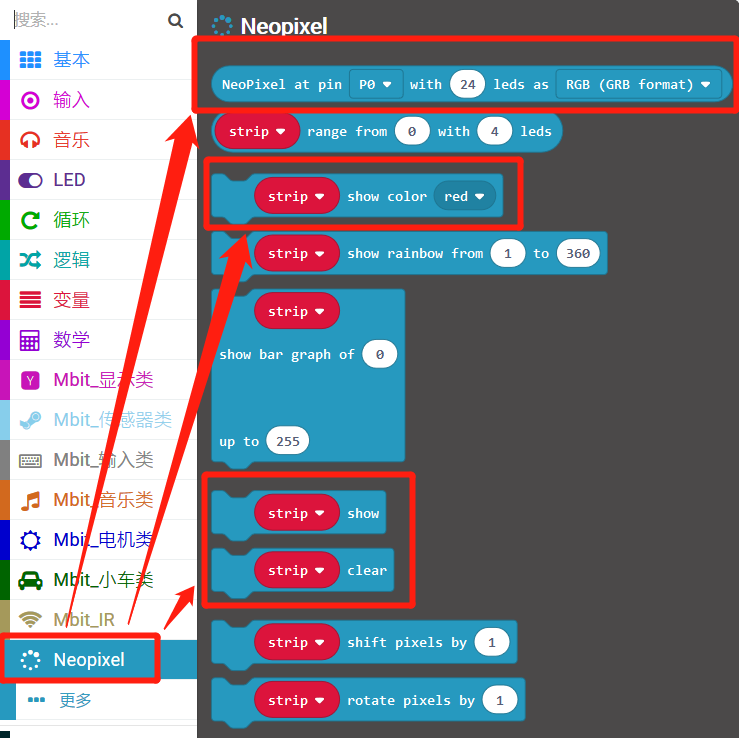 搜索...
基本
输入
音乐
LED
循环
逻辑
变量
数学
Mbit_显示类
Mbit_传感器类
Mbit_输入类
Mbit_音乐类
Mbit_电机类
Mbit_小车类
Mbit_IR
Neopixel
更多
Neopixel
NeoPixel at pin P0 with 24 leds as RGB (GRB format)
strip range from 0 with 4 leds
strip show color red
strip show rainbow from 1 to 360
strip
show bar graph of 0
up to 255
strip show
strip clear
strip shift pixels by 1
strip rotate pixels by 1